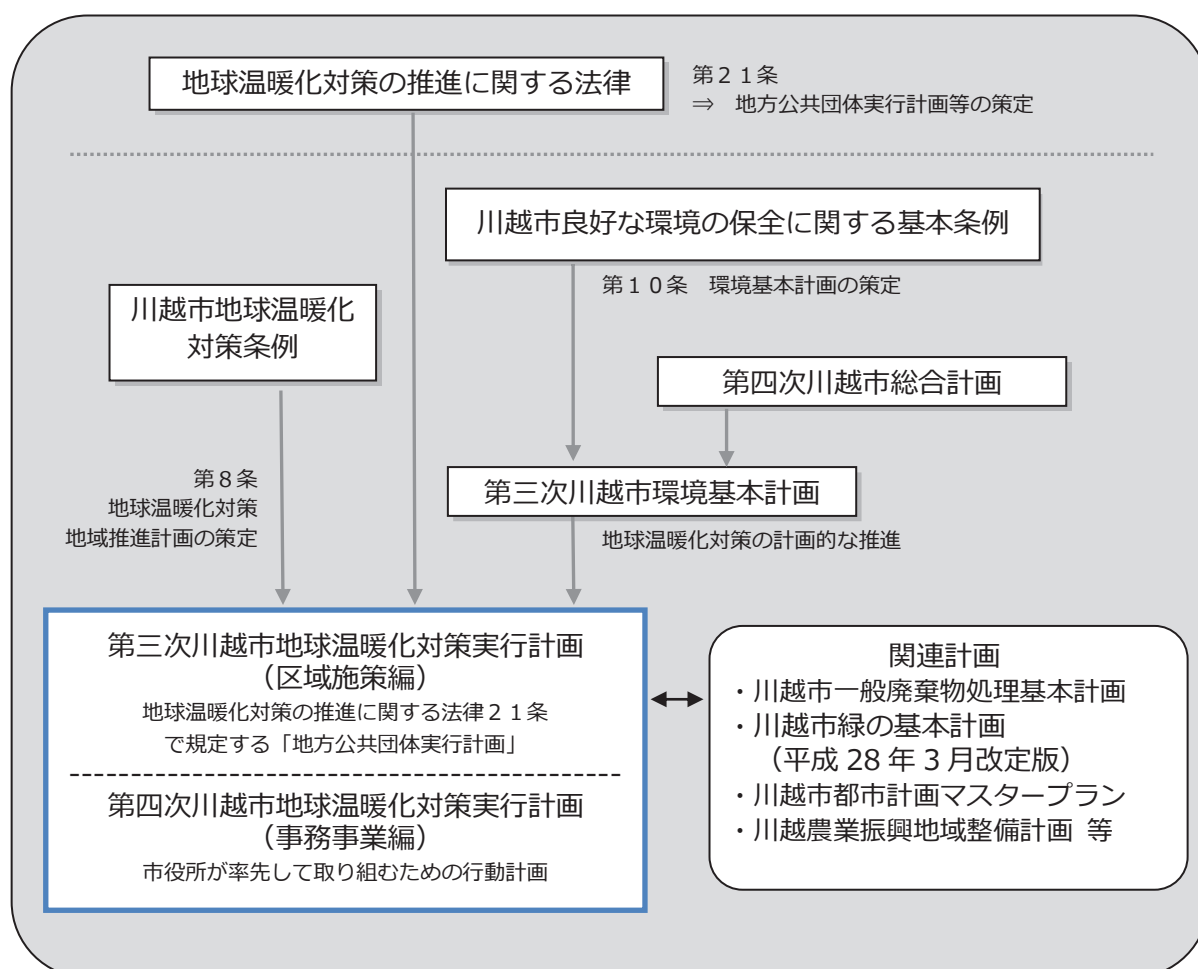 地球温暖化対策の推進に関する法律
第２１条
⇒　地方公共団体実行計画等の策定
川越市良好な環境の保全に関する基本条例
第１０条　環境基本計画の策定
川越市地球温暖化
対策条例
第四次川越市総合計画
第８条
地球温暖化対策
地域推進計画の策定
第三次川越市環境基本計画
地球温暖化対策の計画的な推進
第三次川越市地球温暖化対策実行計画
（区域施策編）
地球温暖化対策の推進に関する法律２１条
で規定する「地方公共団体実行計画」
第四次川越市地球温暖化対策実行計画
（事務事業編）
市役所が率先して取り組むための行動計画
関連計画
・川越市一般廃棄物処理基本計画
・川越市緑の基本計画
（平成 28 年 3 月改定版）
・川越市都市計画マスタープラン
・川越農業振興地域整備計画 等